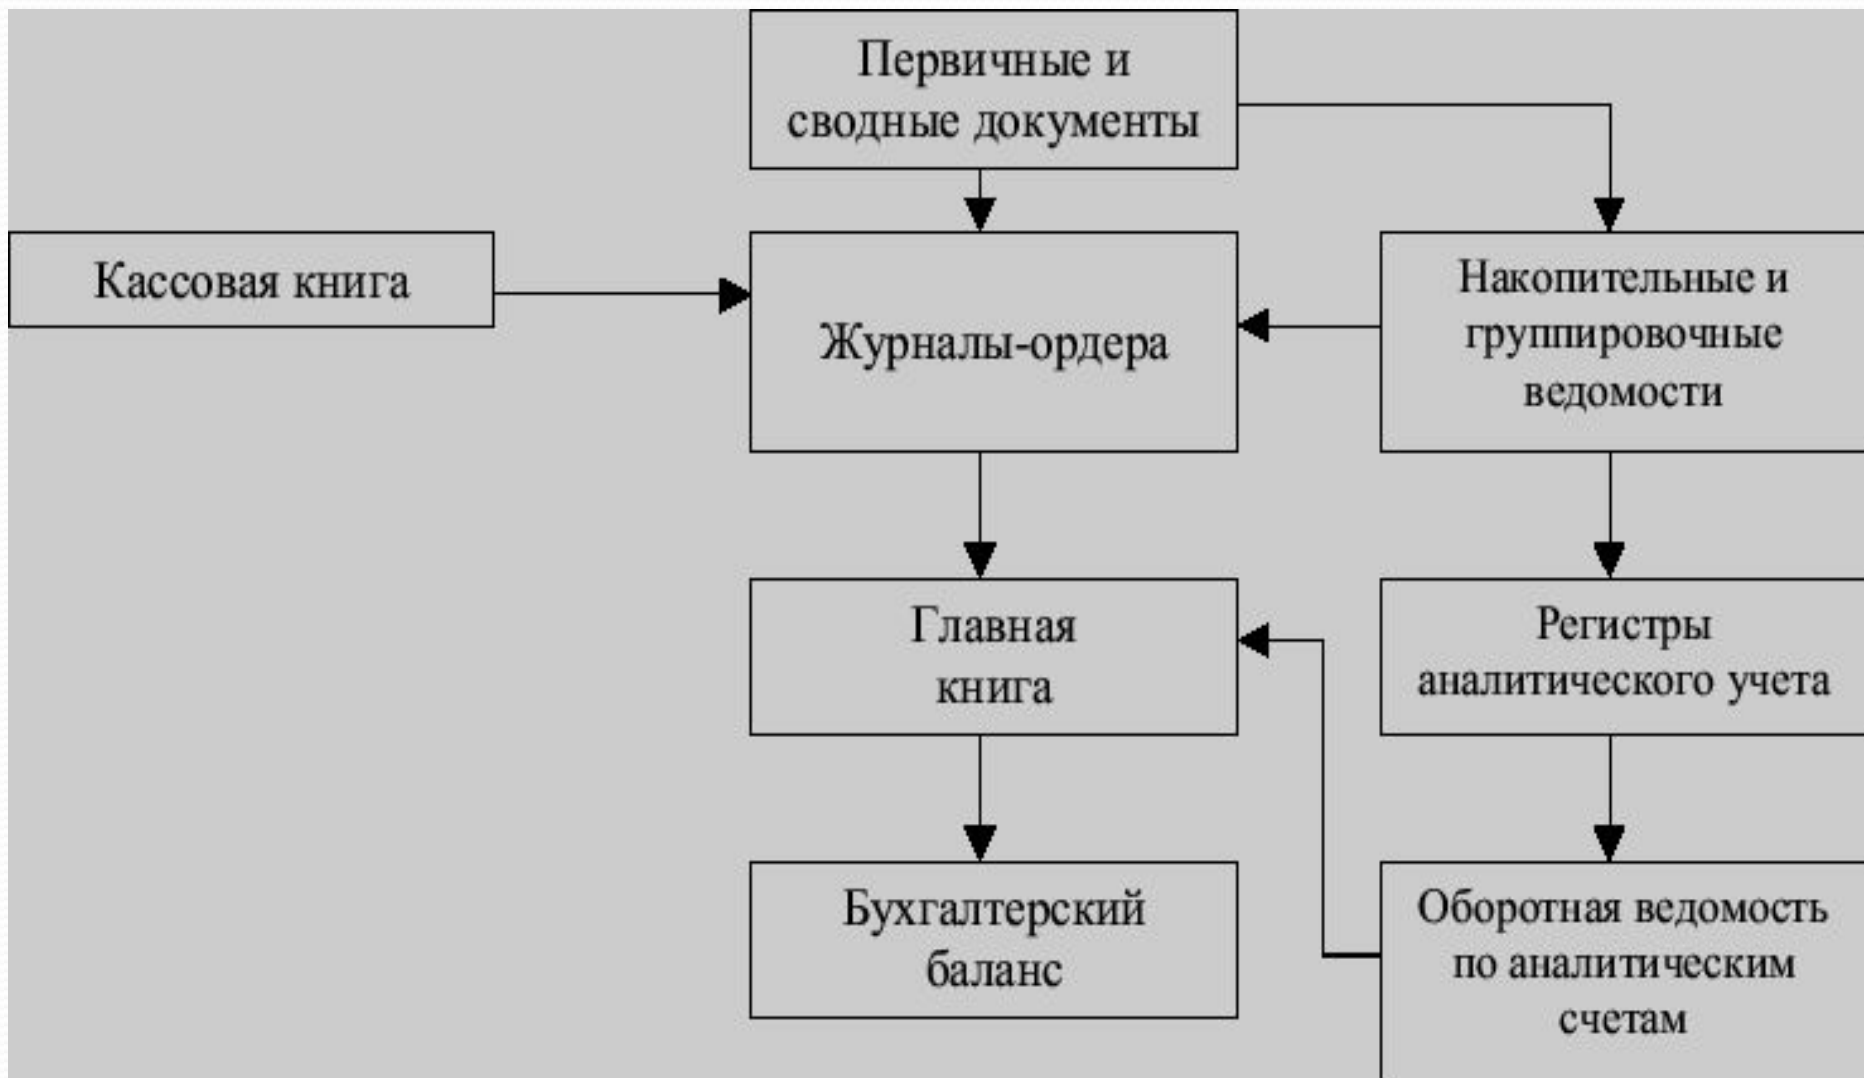 Первичные и
сводные документы
Кассовая книга
Журналы-ордера
Накопительные и
группировочные
ведомости
Главная
книга
Регистры
аналитического учета
Бухгалтерский
баланс
Оборотная ведомость
по аналитическим
счетам